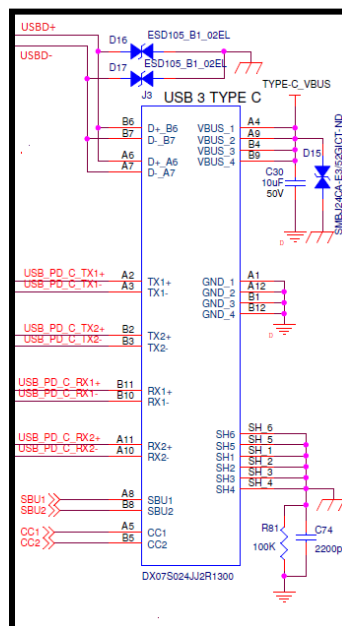 USBD+
D16
ESD105_B1_02EL
USBD-
D17
ESD105_B1_02EL
J3
USB 3 TYPE C
TYPE-C_VBUS
B6
D+_B6
B7
D-_B7
A6
D+_A6
A7
D-_A7
VBUS_1
A4
VBUS_2
A9
VBUS_3
B4
VBUS_4
B9
D15
SMBJ24CA-E3/52GICT-ND
C30
10uF
50V
D
USB_PD_C_TX1+
A2
TX1+
USB_PD_C_TX1-
A3
TX1-
GND_1
A1
GND_2
A12
GND_3
B1
GND_4
B12
D
USB_PD_C_TX2+
B2
TX2+
USB_PD_C_TX2-
B3
TX2-
USB_PD_C_RX1+
B11
RX1+
USB_PD_C_RX1-
B10
RX1-
USB_PD_C_RX2+
A11
RX2+
USB_PD_C_RX2-
A10
RX2-
SH6
SH_6
SH5
SH_5
SH1
SH_1
SH2
SH_2
SH3
SH_3
SH4
SH_4
SBU1
A8
SBU1
SBU2
B8
SBU2
CC1
A5
CC1
CC2
B5
CC2
R81
100K
C74
2200p
DX07S024JJ2R1300